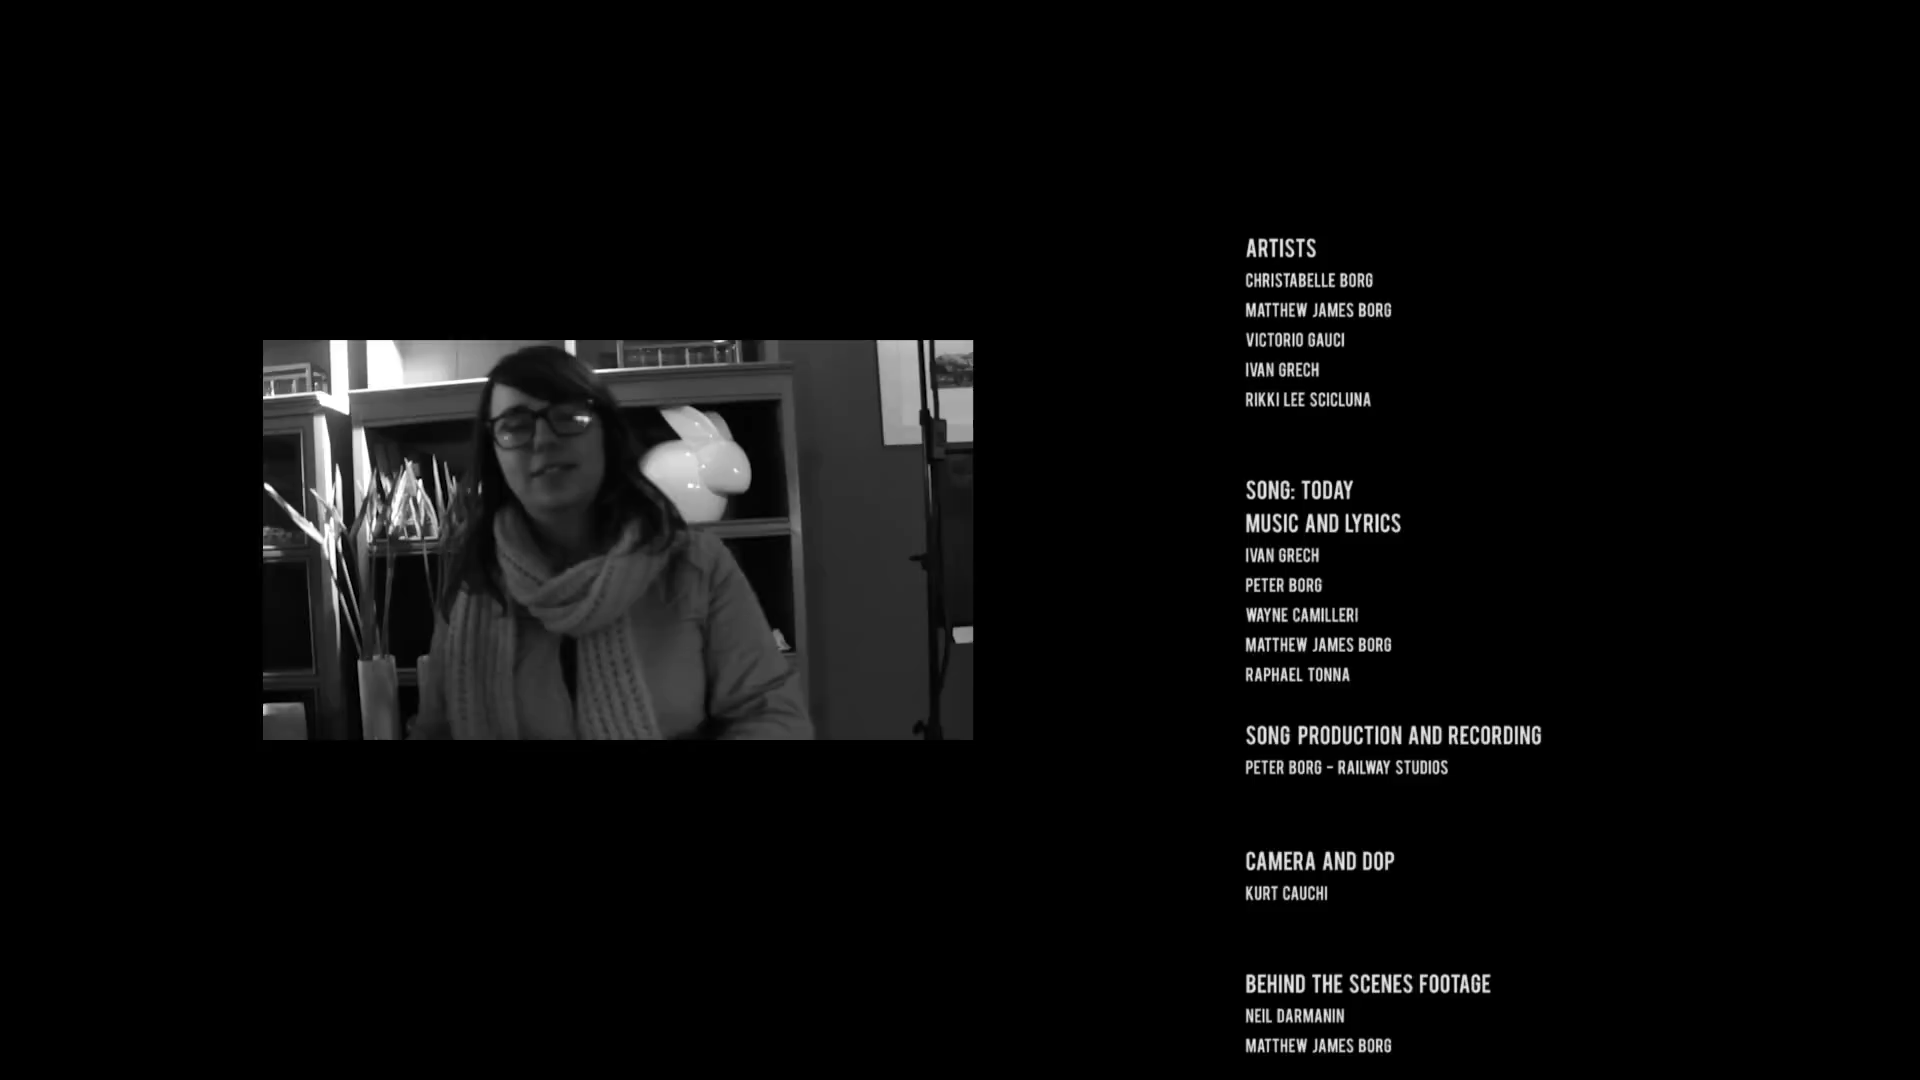 ARTISTS
CHRISTABELLE BORG
MATTHEW JAMES BORG
VICTORIO GAUCI
IVAN GRECH
RIKKI LEE SCICLUNA
SONG: TODAY
MUSIC AND LYRICS
IVAN GRECH
PETER BORG
WAYNE CAMILLERI
MATTHEW JAMES BORG
RAPHAEL TONNA
SONG PRODUCTION AND RECORDING
PETER BORG - RAILWAY STUDIOS
CAMERA AND DOP
KURT CAUCHI
BEHIND THE SCENES FOOTAGE
NEIL DARMANIN
MATTHEW JAMES BORG